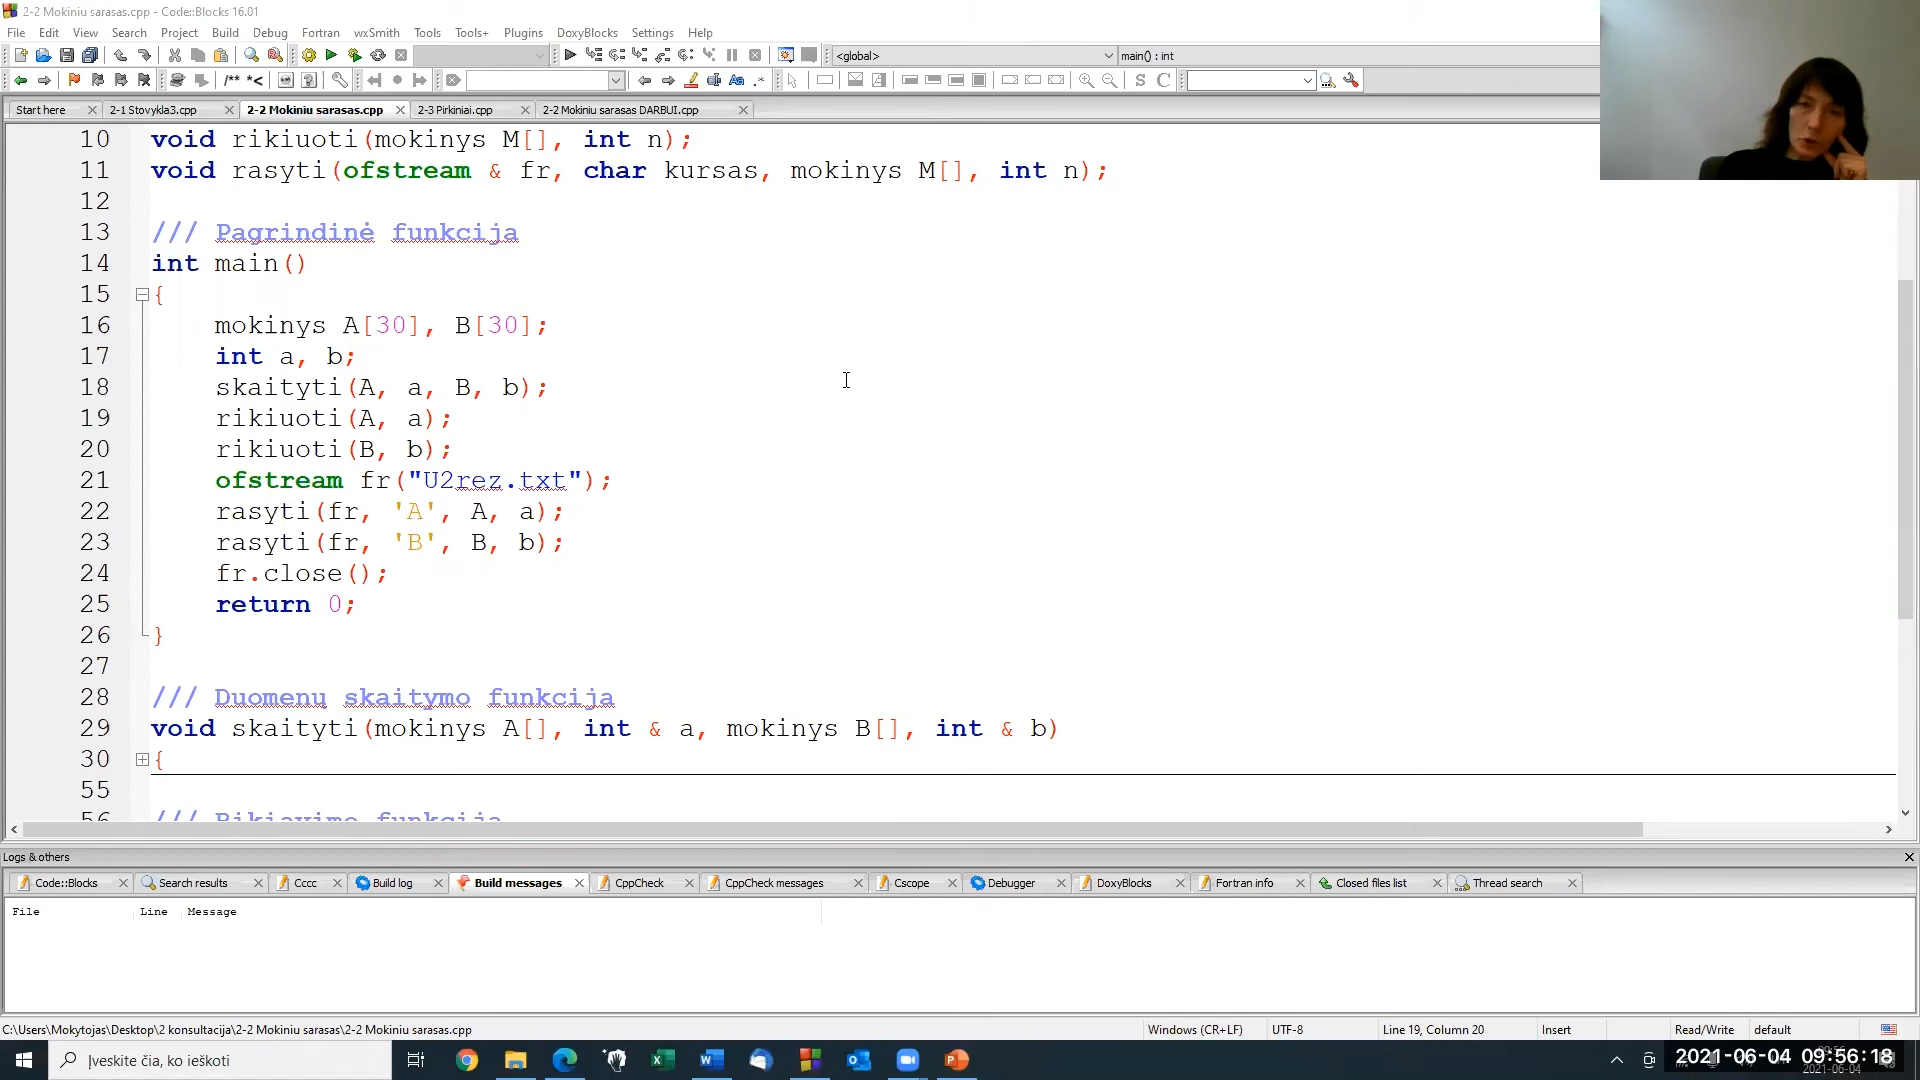 2-2 Mokiniu sarasas.cpp - Code::Blocks 16.01
File Edit View Search Project Build Debug Fortran wxSmith Tools Tools+ Plugins DoxyBlocks Settings Help
<global> main() : int
/** *<
S C
Start here 2-1 Stovykla3.cpp 2-2 Mokiniu sarasas.cpp 2-3 Pirkiniai.cpp 2-2 Mokiniu sarasas DARBUI.cpp
10 void rikiuoti(mokinys M[], int n);
11 void rasyti(ofstream & fr, char kursas, mokinys M[], int n);
12
13 /// Pagrindinė funkcija
14 int main()
15 {
16 mokinys A[30], B[30];
17 int a, b;
18 skaityti(A, a, B, b);
19 rikiuoti(A, a);
20 rikiuoti(B, b);
21 ofstream fr("U2rez.txt");
22 rasyti(fr, 'A', A, a);
23 rasyti(fr, 'B', B, b);
24 fr.close();
25 return 0;
26 }
27
28 /// Duomenų skaitymo funkcija
29 void skaityti(mokinys A[], int & a, mokinys B[], int & b)
30 {
55
56 /// Rikiavimo funkcija
Logs & others
Code::Blocks Search results Cccc Build log Build messages CppCheck CppCheck messages Cscope Debugger DoxyBlocks Fortran info Closed files list Thread search
File Line Message
C:\Users\Mokytojas\Desktop\2 konsultacija\2-2 Mokiniu sarasas\2-2 Mokiniu sarasas.cpp Windows (CR+LF) UTF-8 Line 19, Column 20 Insert Read/Write default
Įveskite čia, ko ieškoti
2021-06-04 09:56:18
2021-06-04